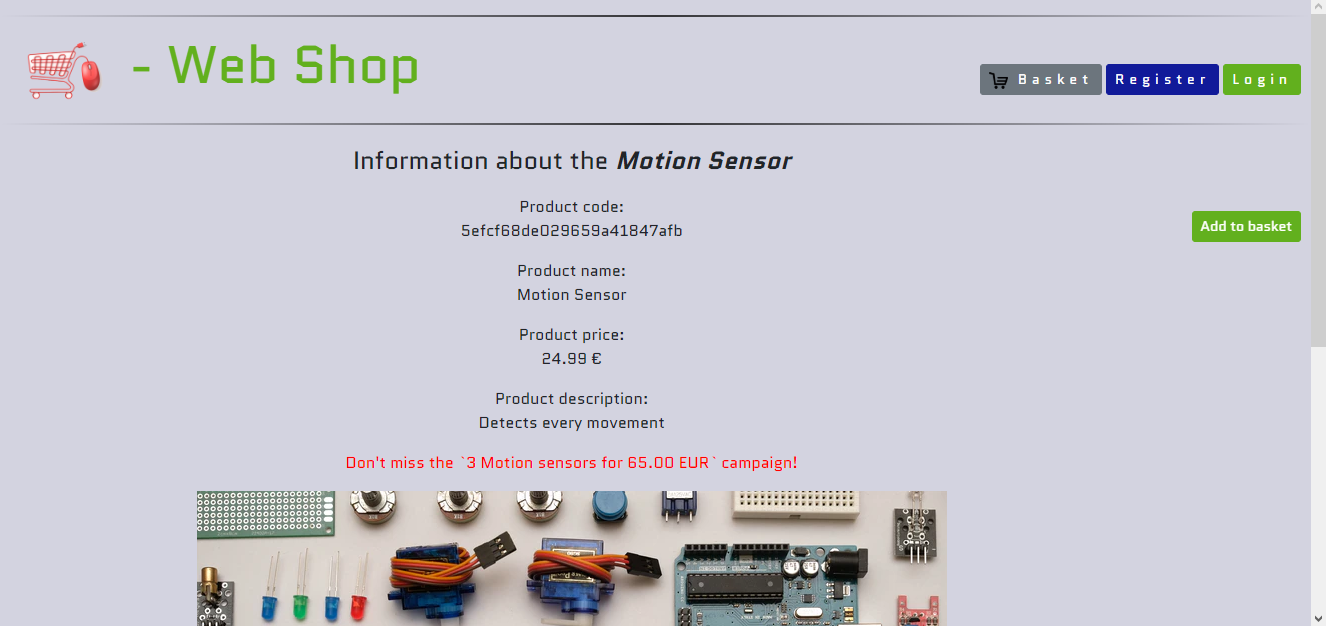 - Web Shop
Basket
Register
Login
Information about the Motion Sensor
Product code:
5efcf68de029659a41847afb
Add to basket
Product name:
Motion Sensor
Product price:
24.99 €
Product description:
Detects every movement
Don't miss the `3 Motion sensors for 65.00 EUR` campaign!